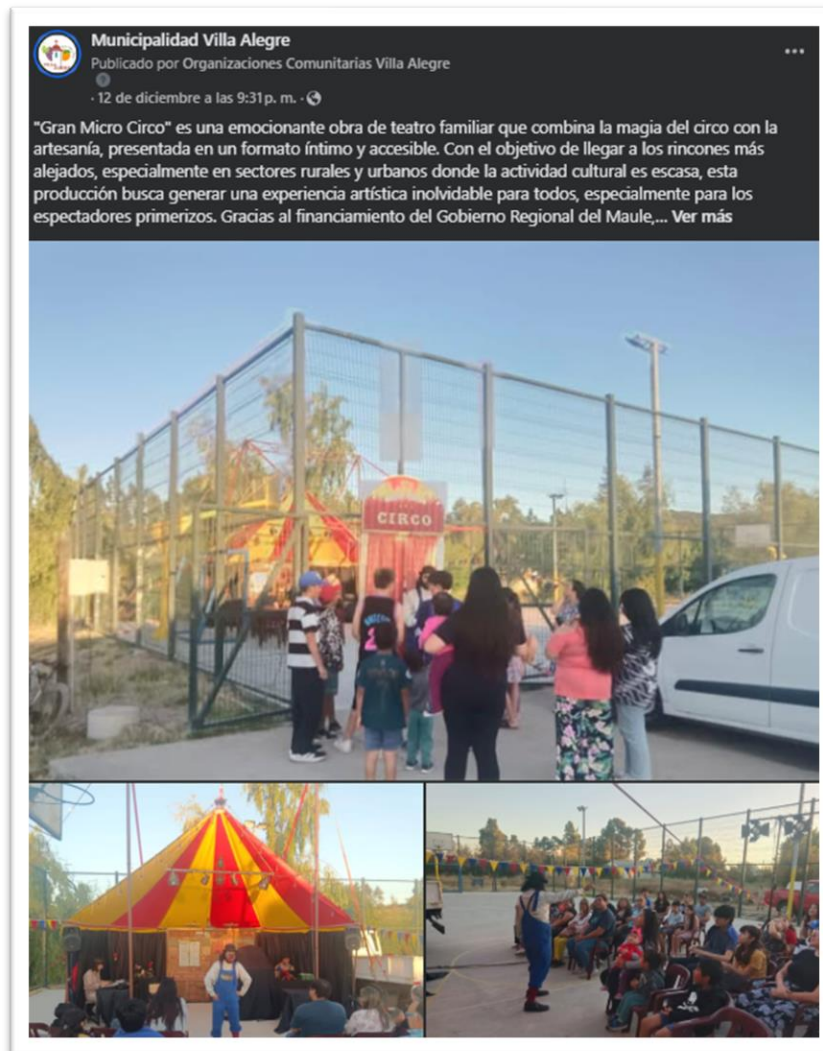 Municipalidad Villa Alegre
Publicado por Organizaciones Comunitarias Villa Alegre
· 12 de diciembre a las 9:31 p. m. ·
"Gran Micro Circo" es una emocionante obra de teatro familiar que combina la magia del circo con la
artesanía, presentada en un formato íntimo y accesible. Con el objetivo de llegar a los rincones más
alejados, especialmente en sectores rurales y urbanos donde la actividad cultural es escasa, esta
producción busca generar una experiencia artística inolvidable para todos, especialmente para los
espectadores primerizos. Gracias al financiamiento del Gobierno Regional del Maule,... Ver más
CIRCO